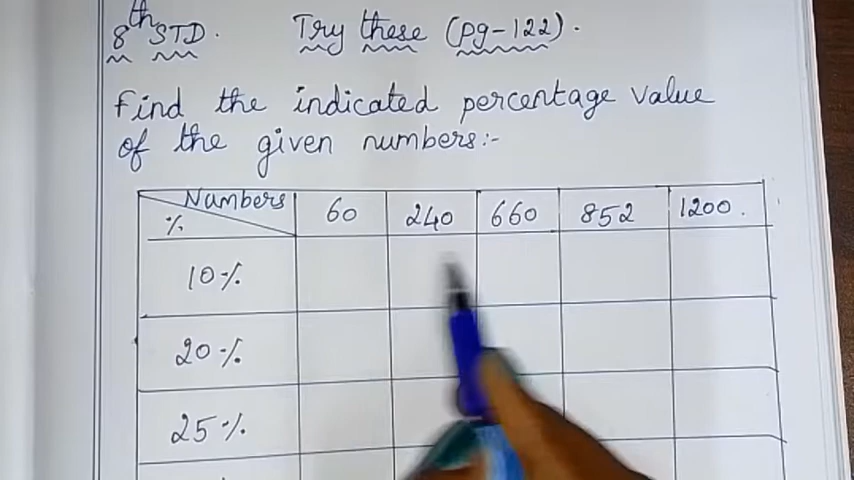 8th STD. Try these (pg-122).
Find the indicated percentage value
of the given numbers:-
Numbers
% 60 240 660 852 1200.
10%
20%
25%